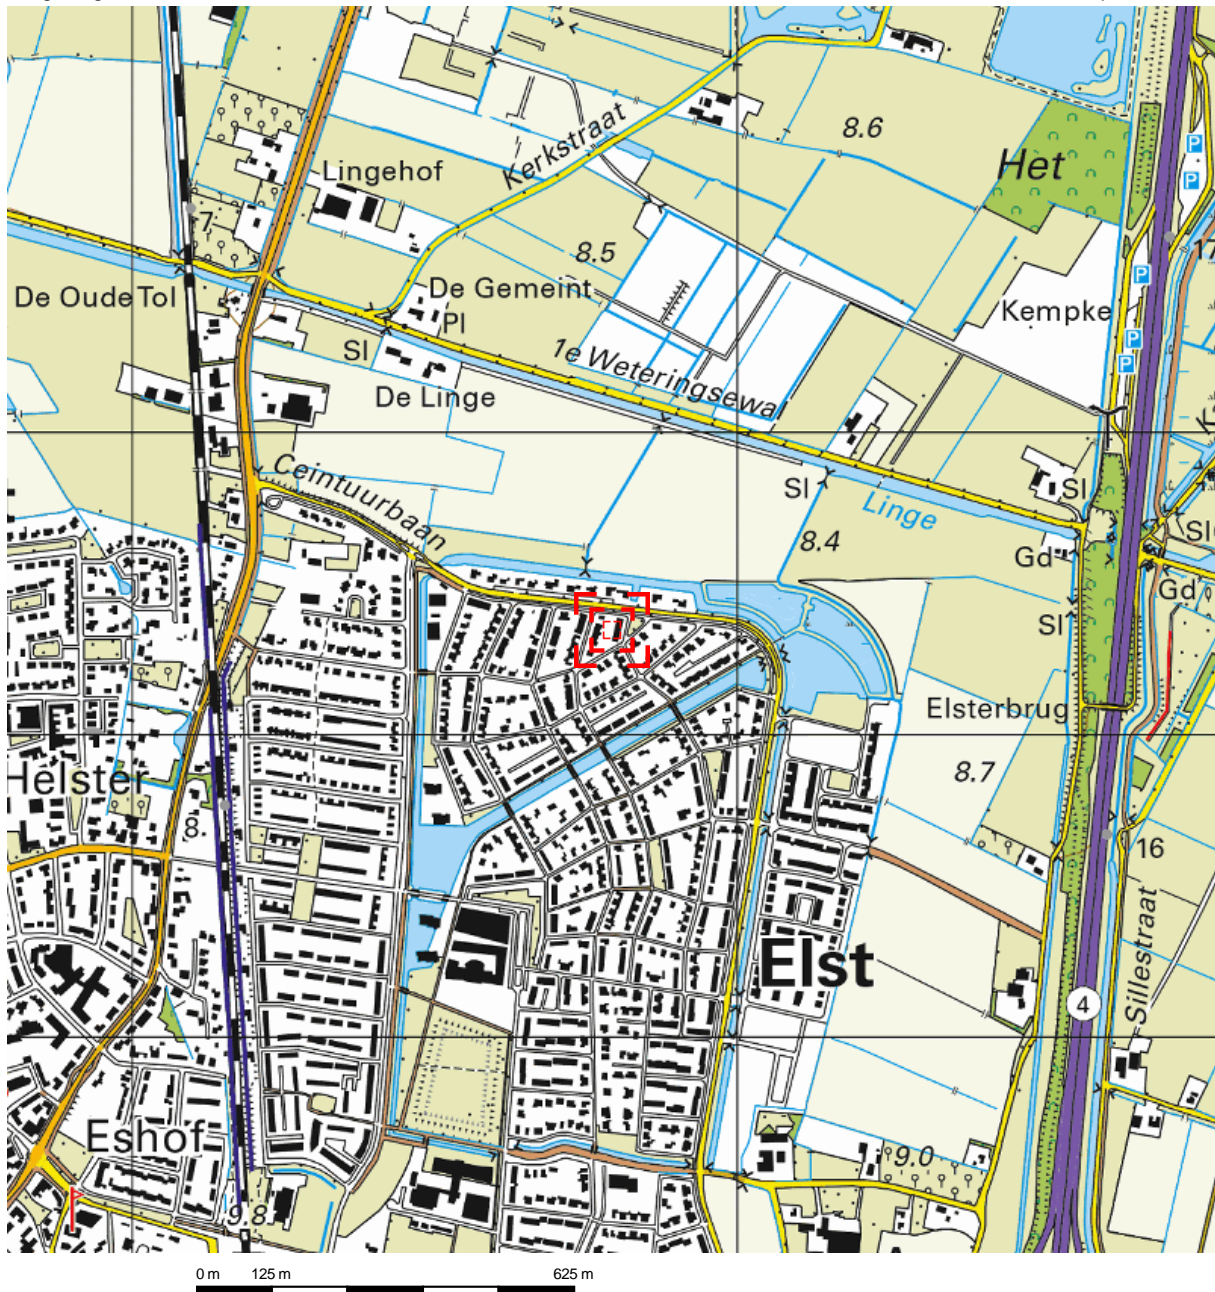 Kerkstraat
8.6
Het
Lingehof
7
8.5
17
De Oude Tol
De Gemeint
Pl
Kempke
Sl
1e Weteringsewa
De Linge
Ceintuurbaan
Sl
Linge
Sl
8.4
Gd
Sl
Gd
Sl
Elsterbrug
Helster
8.7
8
16
Elst
Sillestraat
4
Eshof
9.0
9.8
0 m 125 m 625 m
P
P
P
P
P